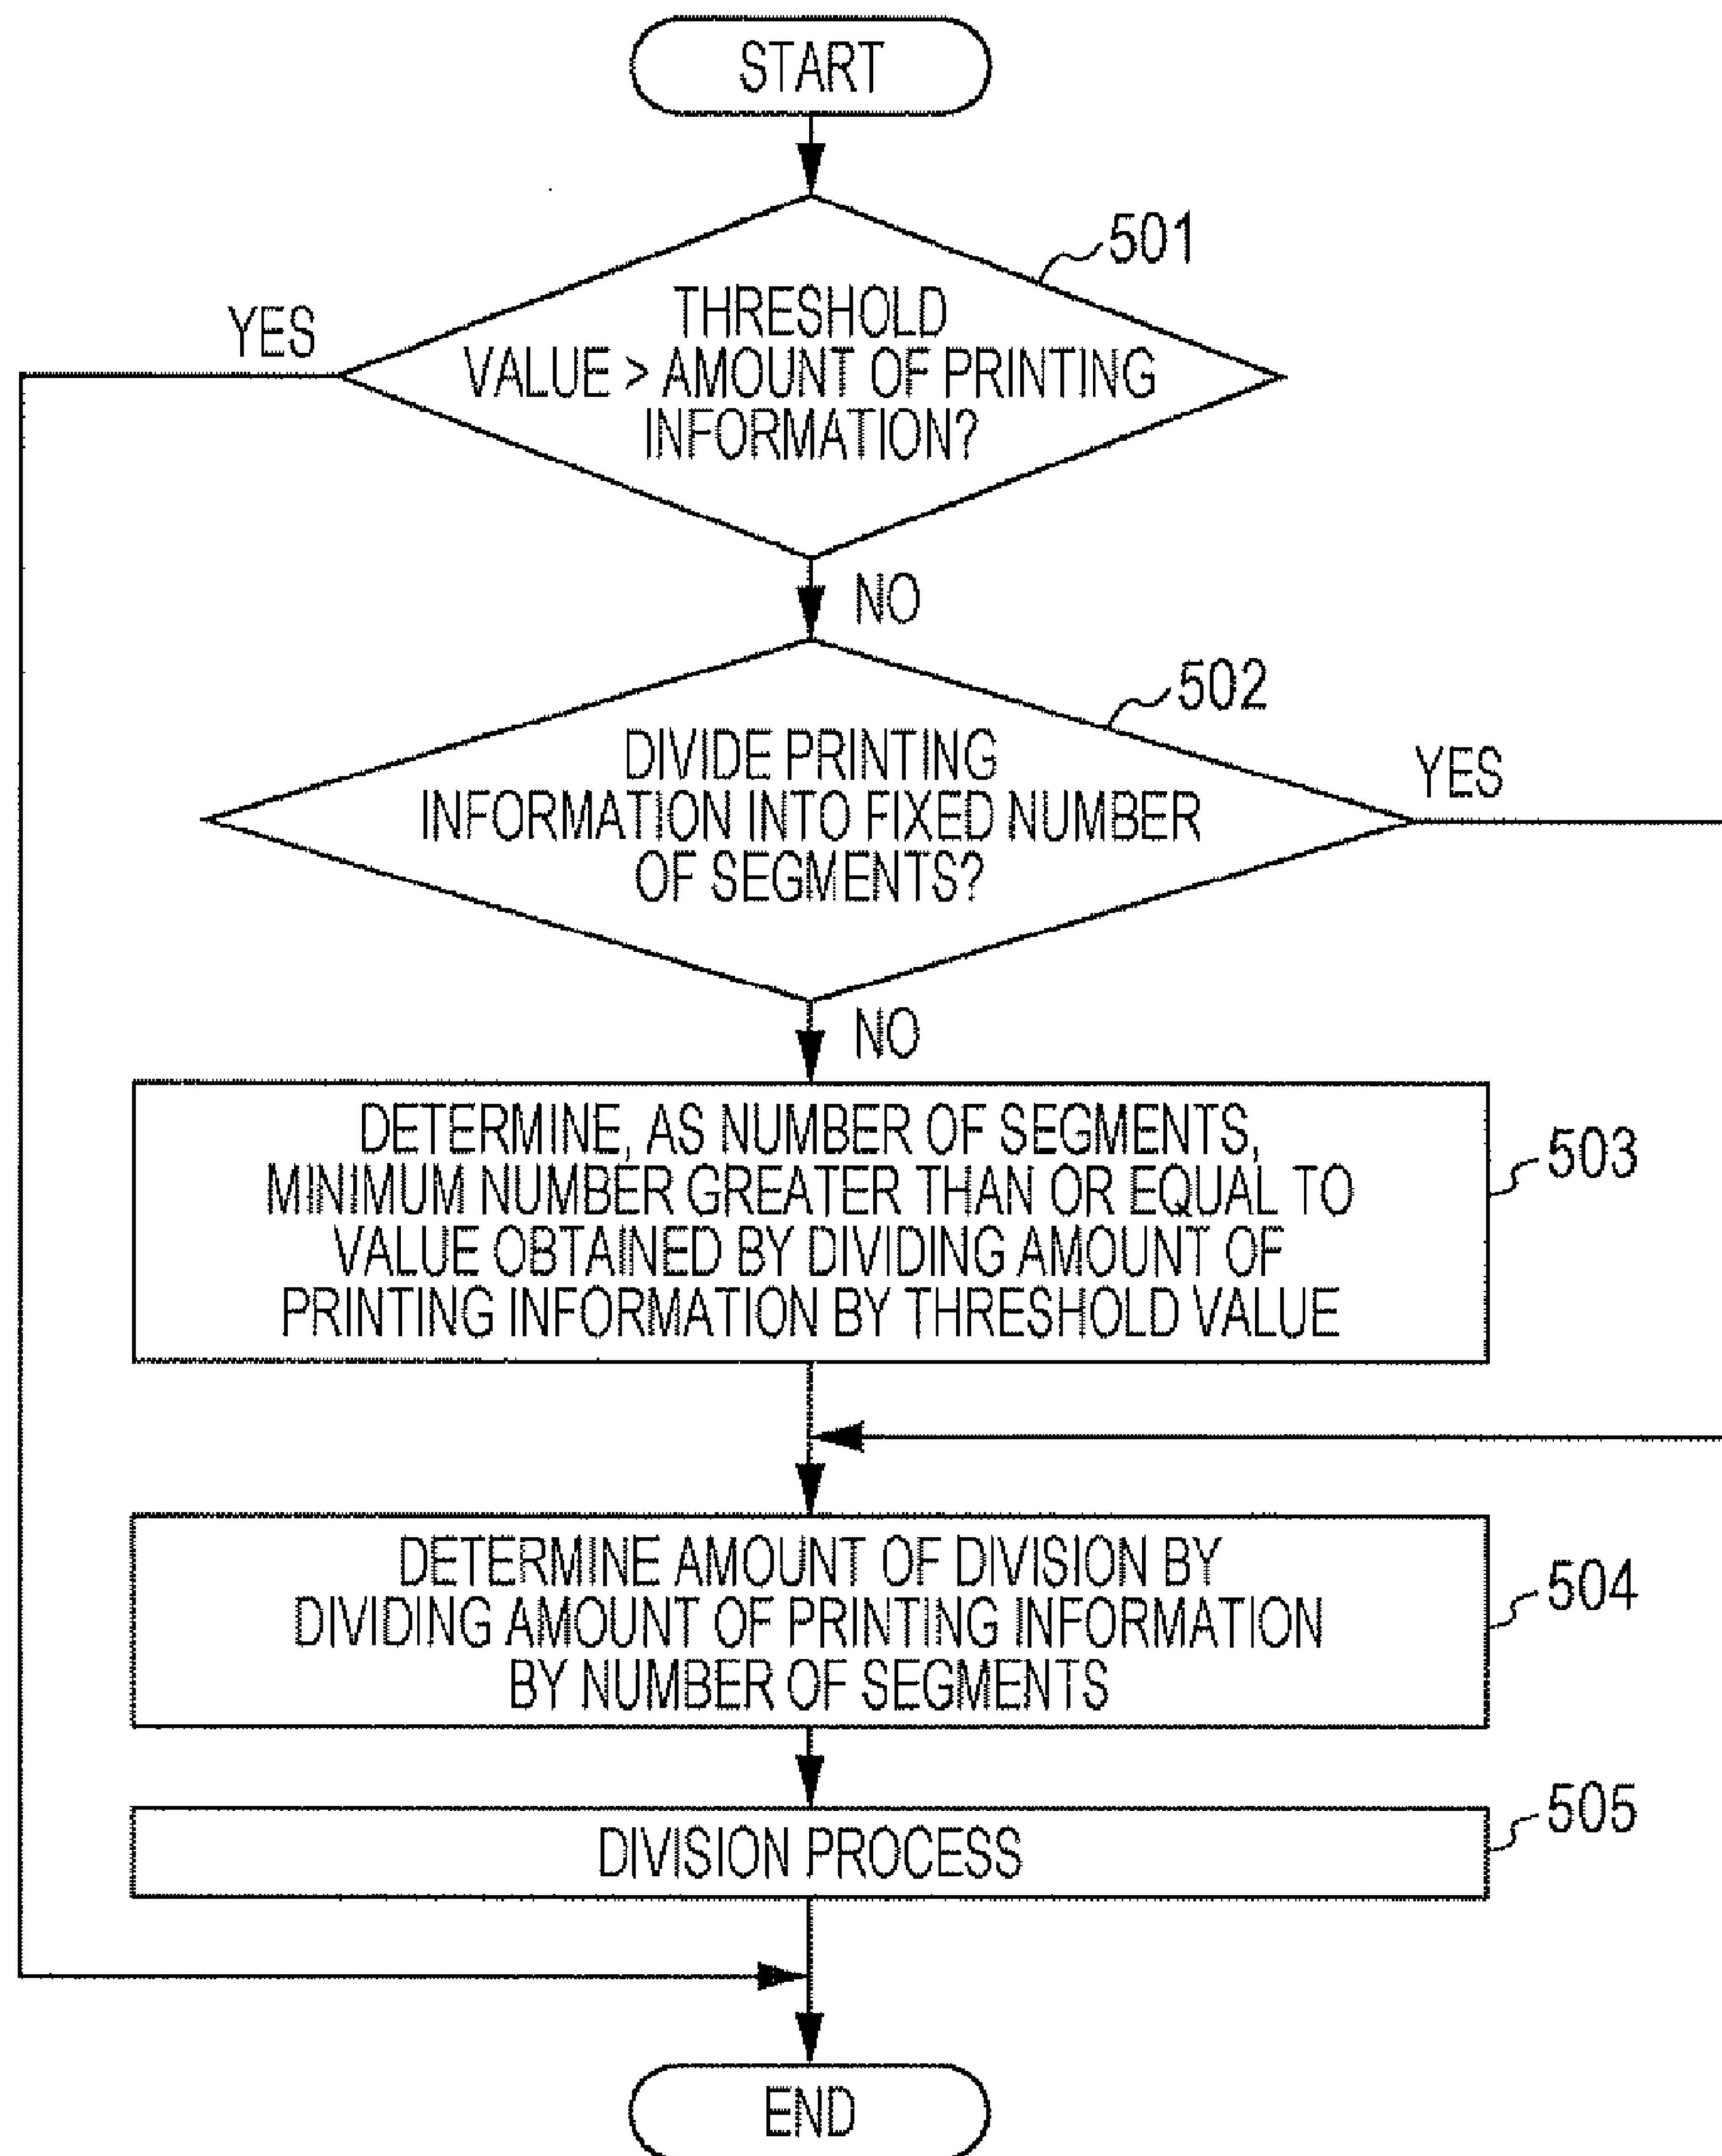 START
501
YES
THRESHOLD
VALUE > AMOUNT OF PRINTING
INFORMATION?
NO
502
DIVIDE PRINTING
INFORMATION INTO FIXED NUMBER
OF SEGMENTS?
YES
NO
DETERMINE, AS NUMBER OF SEGMENTS,
MINIMUM NUMBER GREATER THAN OR EQUAL TO
VALUE OBTAINED BY DIVIDING AMOUNT OF
PRINTING INFORMATION BY THRESHOLD VALUE
503
DETERMINE AMOUNT OF DIVISION BY
DIVIDING AMOUNT OF PRINTING INFORMATION
BY NUMBER OF SEGMENTS
504
DIVISION PROCESS
505
END